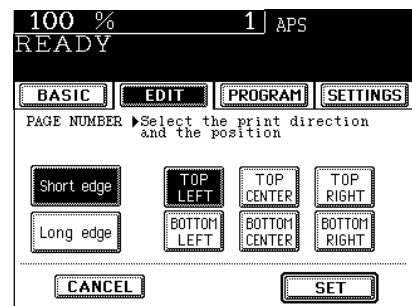 100 % 1 APS
READY
BASIC EDIT PROGRAM SETTINGS
PAGE NUMBER ▶Select the print direction
and the position
Short edge TOP LEFT TOP CENTER TOP RIGHT
Long edge BOTTOM LEFT BOTTOM CENTER BOTTOM RIGHT
CANCEL SET